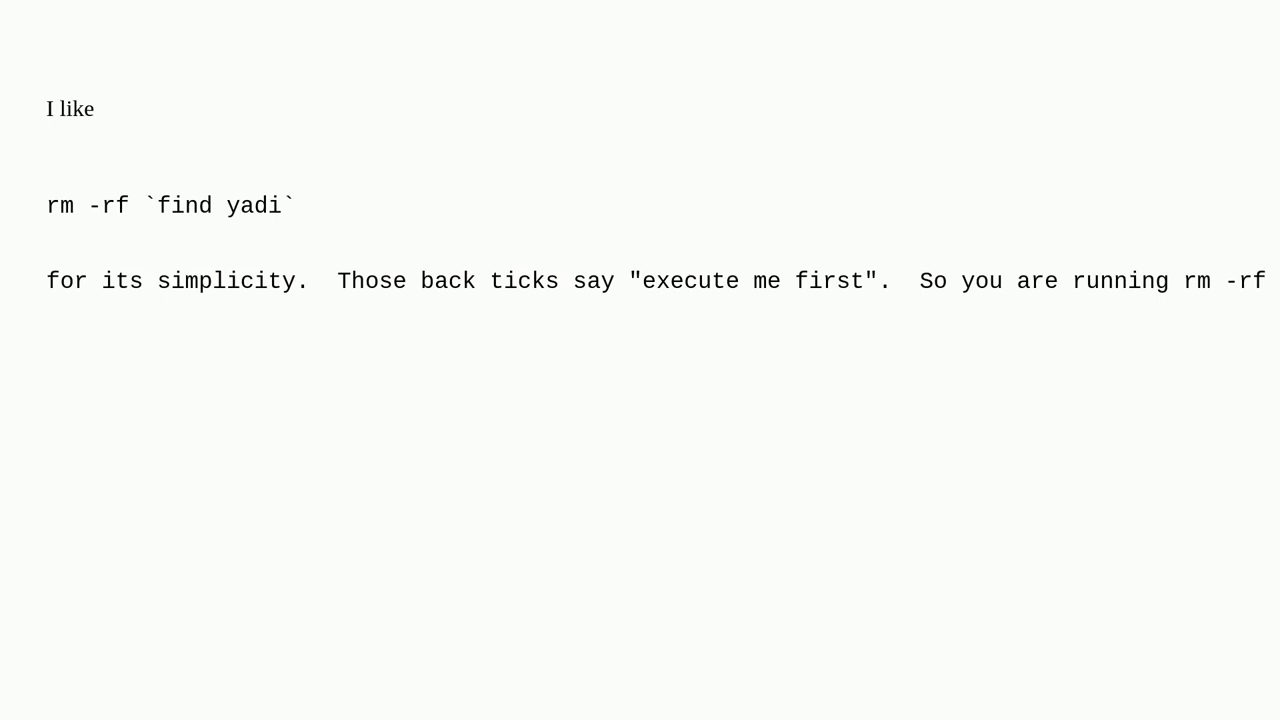 I like
rm -rf `find yadi`
for its simplicity.  Those back ticks say "execute me first".  So you are running rm -rf